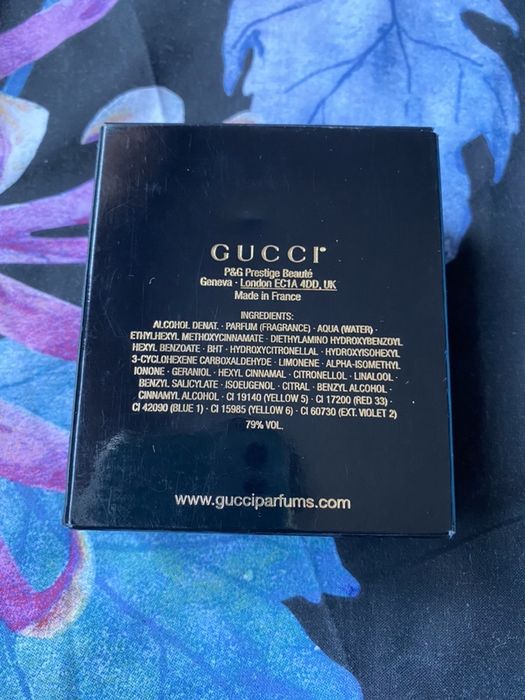 GUCCI
P&G Prestige Beauté
Geneva · London EC1A 4DD, UK
Made in France
INGREDIENTS:
ALCOHOL DENAT. · PARFUM (FRAGRANCE) · AQUA (WATER) ·
ETHYLHEXYL METHOXYCINNAMATE · DIETHYLAMINO HYDROXYBENZOYL
HEXYL BENZOATE · BHT · HYDROXYCITRONELLAL · HYDROXYISOHEXYL
3-CYCLOHEXENE CARBOXALDEHYDE · LIMONENE · ALPHA-ISOMETHYL
IONONE · GERANIOL · HEXYL CINNAMAL · CITRONELLOL · LINALOOL ·
BENZYL SALICYLATE · ISOEUGENOL · CITRAL · BENZYL ALCOHOL ·
CINNAMYL ALCOHOL · CI 19140 (YELLOW 5) · CI 17200 (RED 33) ·
CI 42090 (BLUE 1) · CI 15985 (YELLOW 6) · CI 60730 (EXT. VIOLET 2)
79% VOL.
www.gucciparfums.com